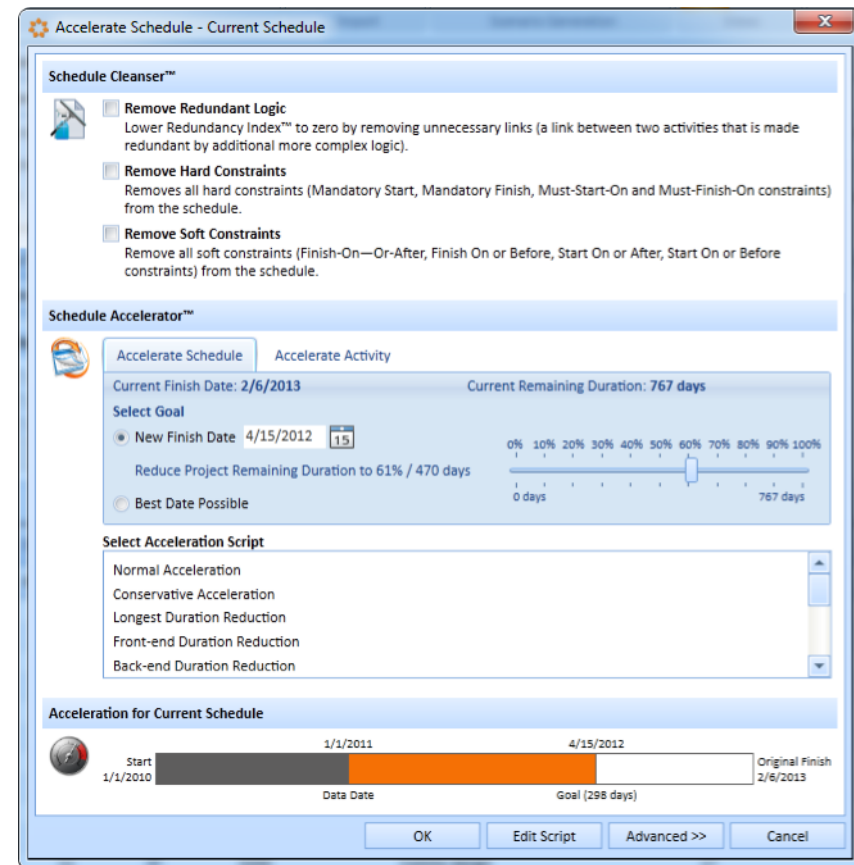 Accelerate Schedule - Current Schedule
Schedule Cleanser™
Remove Redundant Logic
Lower Redundancy Index™ to zero by removing unnecessary links (a link between two activities that is made
redundant by additional more complex logic).
Remove Hard Constraints
Removes all hard constraints (Mandatory Start, Mandatory Finish, Must-Start-On and Must-Finish-On constraints)
from the schedule.
Remove Soft Constraints
Remove all soft constraints (Finish-On—Or-After, Finish On or Before, Start On or After, Start On or Before
constraints) from the schedule.
Schedule Accelerator™
Accelerate Schedule Accelerate Activity
Current Finish Date: 2/6/2013 Current Remaining Duration: 767 days
Select Goal
New Finish Date 4/15/2012 15
0% 10% 20% 30% 40% 50% 60% 70% 80% 90% 100%
Reduce Project Remaining Duration to 61% / 470 days
0 days 767 days
Best Date Possible
Select Acceleration Script
Normal Acceleration
Conservative Acceleration
Longest Duration Reduction
Front-end Duration Reduction
Back-end Duration Reduction
Acceleration for Current Schedule
1/1/2011 4/15/2012
Start Original Finish
1/1/2010 2/6/2013
Data Date Goal (298 days)
OK Edit Script Advanced >> Cancel